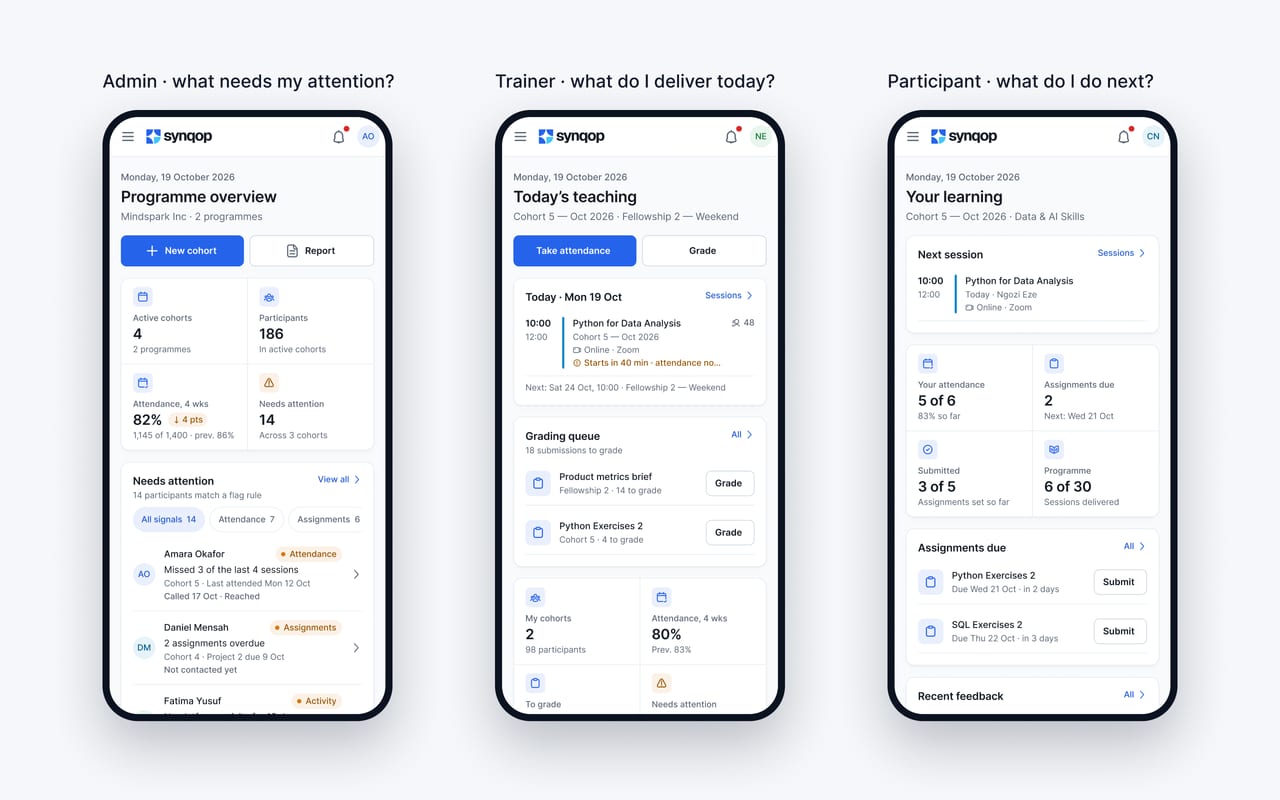 Admin · what needs my attention?
synqop
AO
Monday, 19 October 2026
Programme overview
Mindspark Inc · 2 programmes
New cohort
Report
Active cohorts
4
2 programmes
Participants
186
In active cohorts
Attendance, 4 wks
82% ↓ 4 pts
1,145 of 1,400 · prev. 86%
Needs attention
14
Across 3 cohorts
Needs attention
View all
14 participants match a flag rule
All signals 14
Attendance 7
Assignments 6
AO
Amara Okafor
Attendance
Missed 3 of the last 4 sessions
Cohort 5 · Last attended Mon 12 Oct
Called 17 Oct · Reached
DM
Daniel Mensah
Assignments
2 assignments overdue
Cohort 4 · Project 2 due 9 Oct
Not contacted yet
Fatima Yusuf
Activity
Trainer · what do I deliver today?
synqop
NE
Monday, 19 October 2026
Today’s teaching
Cohort 5 — Oct 2026 · Fellowship 2 — Weekend
Take attendance
Grade
Today · Mon 19 Oct
Sessions
10:00
12:00
Python for Data Analysis
48
Cohort 5 — Oct 2026
Online · Zoom
Starts in 40 min · attendance no...
Next: Sat 24 Oct, 10:00 · Fellowship 2 — Weekend
Grading queue
All
18 submissions to grade
Product metrics brief
Fellowship 2 · 14 to grade
Grade
Python Exercises 2
Cohort 5 · 4 to grade
Grade
My cohorts
2
98 participants
Attendance, 4 wks
80%
Prev. 83%
To grade
Needs attention
Participant · what do I do next?
synqop
CN
Monday, 19 October 2026
Your learning
Cohort 5 — Oct 2026 · Data & AI Skills
Next session
Sessions
10:00
12:00
Python for Data Analysis
Today · Ngozi Eze
Online · Zoom
Your attendance
5 of 6
83% so far
Assignments due
2
Next: Wed 21 Oct
Submitted
3 of 5
Assignments set so far
Programme
6 of 30
Sessions delivered
Assignments due
All
Python Exercises 2
Due Wed 21 Oct · in 2 days
Submit
SQL Exercises 2
Due Thu 22 Oct · in 3 days
Submit
Recent feedback
All